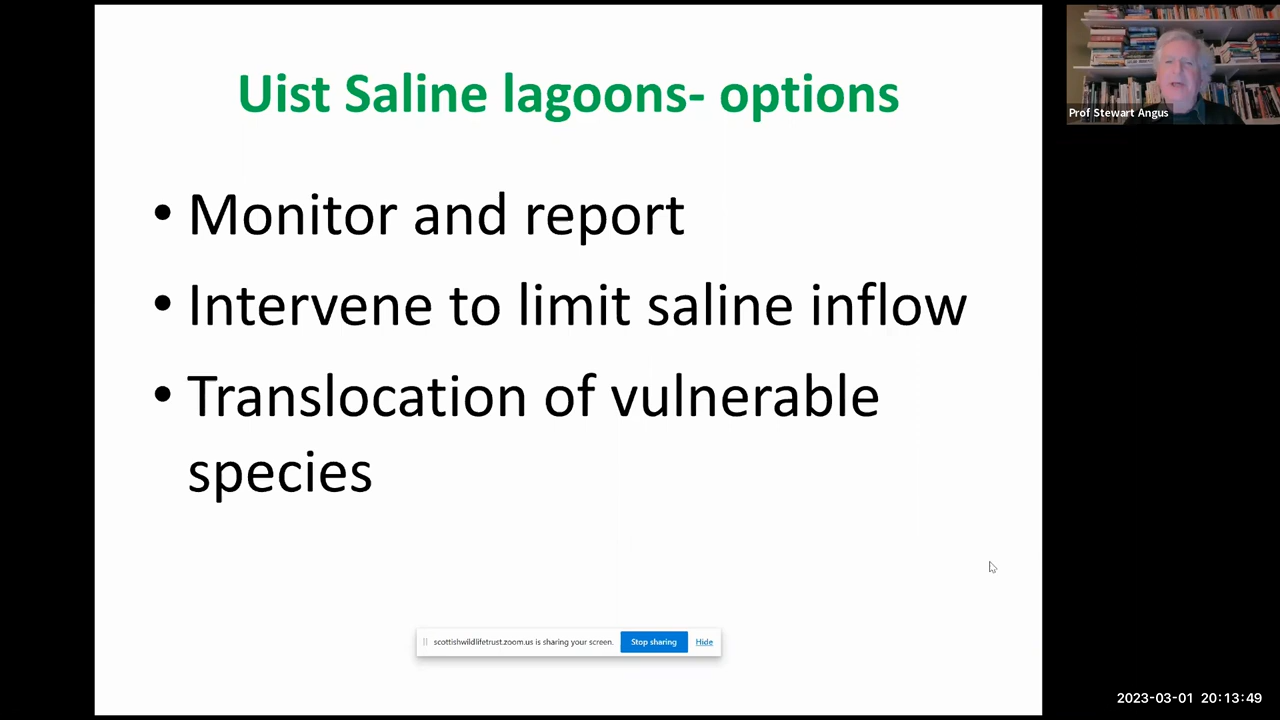 Uist Saline lagoons- options
• Monitor and report
• Intervene to limit saline inflow
• Translocation of vulnerable
species
Prof Stewart Angus
scottishwildlifetrust.zoom.us is sharing your screen.
Stop sharing
Hide
2023-03-01 20:13:49